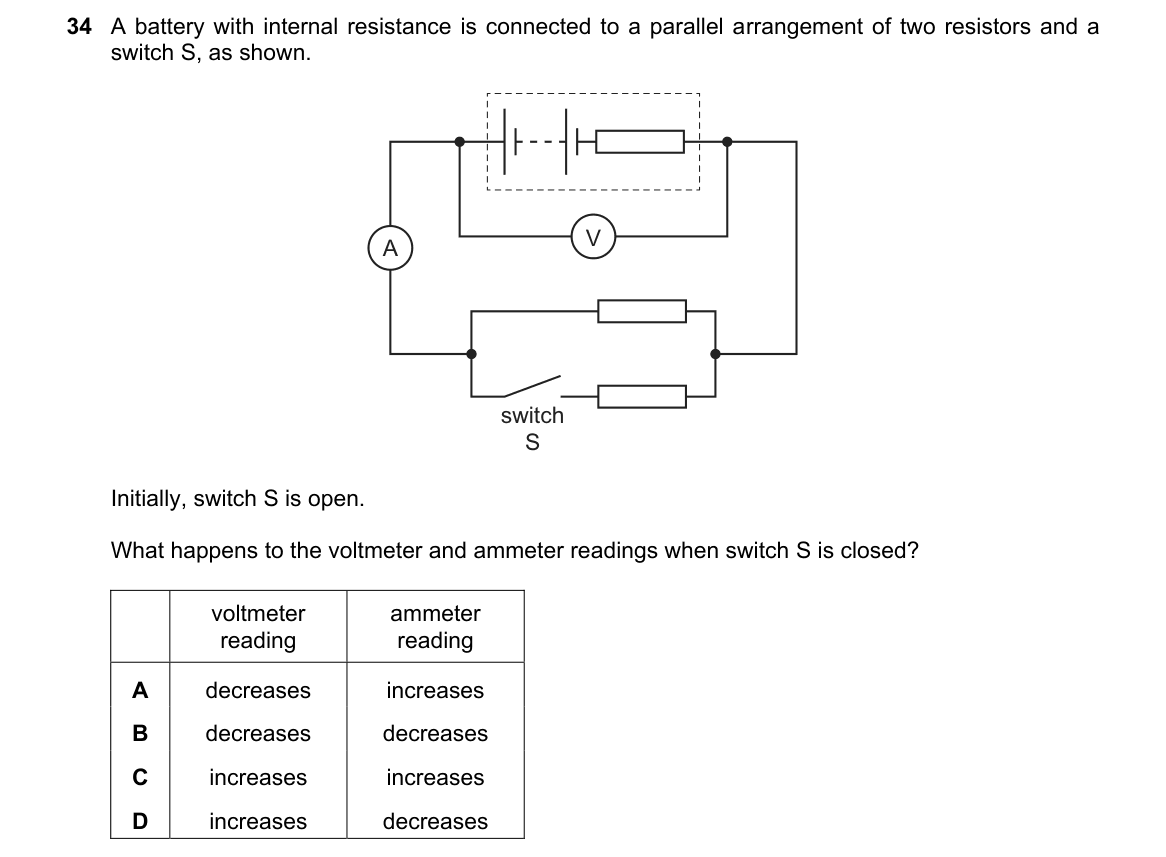 34 A battery with internal resistance is connected to a parallel arrangement of two resistors and a
switch S, as shown.
A
V
switch
S
Initially, switch S is open.
What happens to the voltmeter and ammeter readings when switch S is closed?
voltmeter reading ammeter reading
A decreases increases
B decreases decreases
C increases increases
D increases decreases